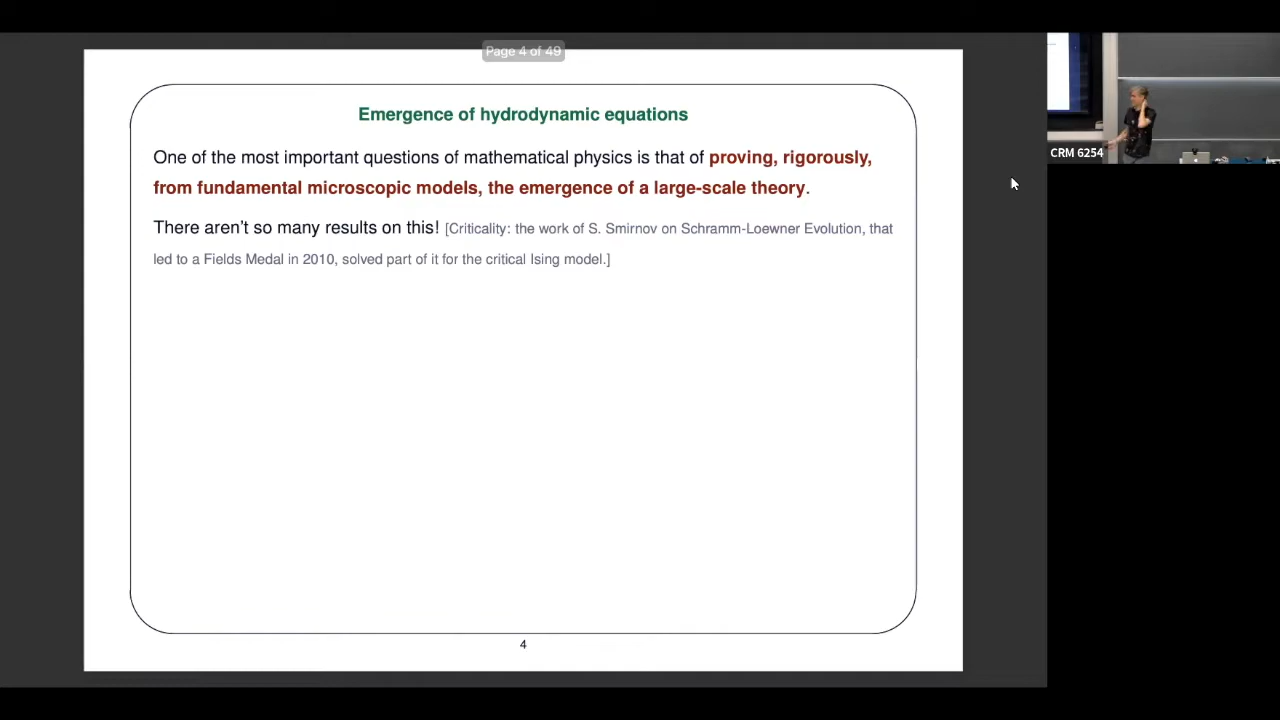 Page 4 of 49
Emergence of hydrodynamic equations
One of the most important questions of mathematical physics is that of proving, rigorously,
from fundamental microscopic models, the emergence of a large-scale theory.
There aren't so many results on this! [Criticality: the work of S. Smirnov on Schramm-Loewner Evolution, that
led to a Fields Medal in 2010, solved part of it for the critical Ising model.]
4
CRM 6254